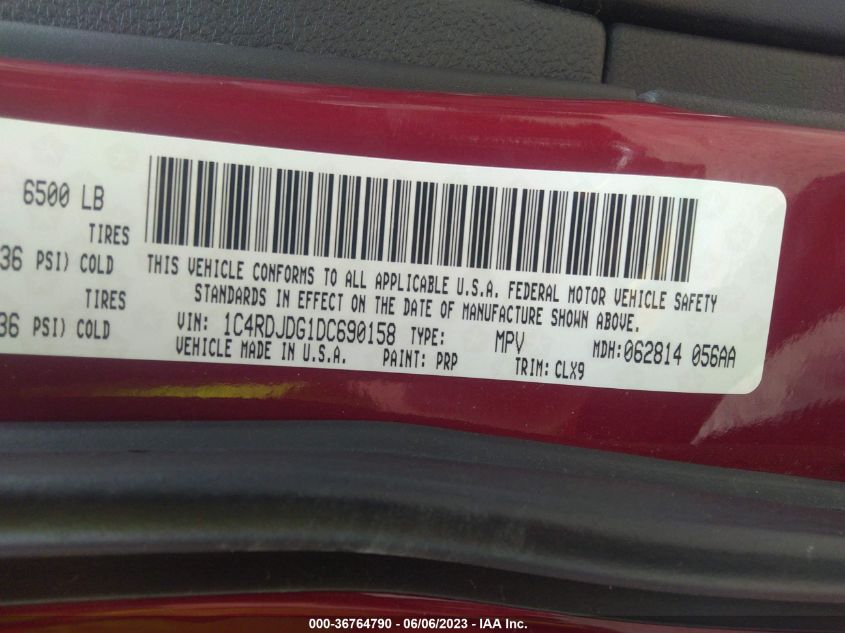 6500 LB
TIRES
36 PSI) COLD
TIRES
36 PSI) COLD
THIS VEHICLE CONFORMS TO ALL APPLICABLE U.S.A. FEDERAL MOTOR VEHICLE SAFETY
STANDARDS IN EFFECT ON THE DATE OF MANUFACTURE SHOWN ABOVE.
VIN: 1C4RDJDG1DC690158 TYPE: MPV MDH:062814 056AA
VEHICLE MADE IN U.S.A. PAINT: PRP TRIM: CLX9
000-36764790 - 06/06/2023 - IAA Inc.